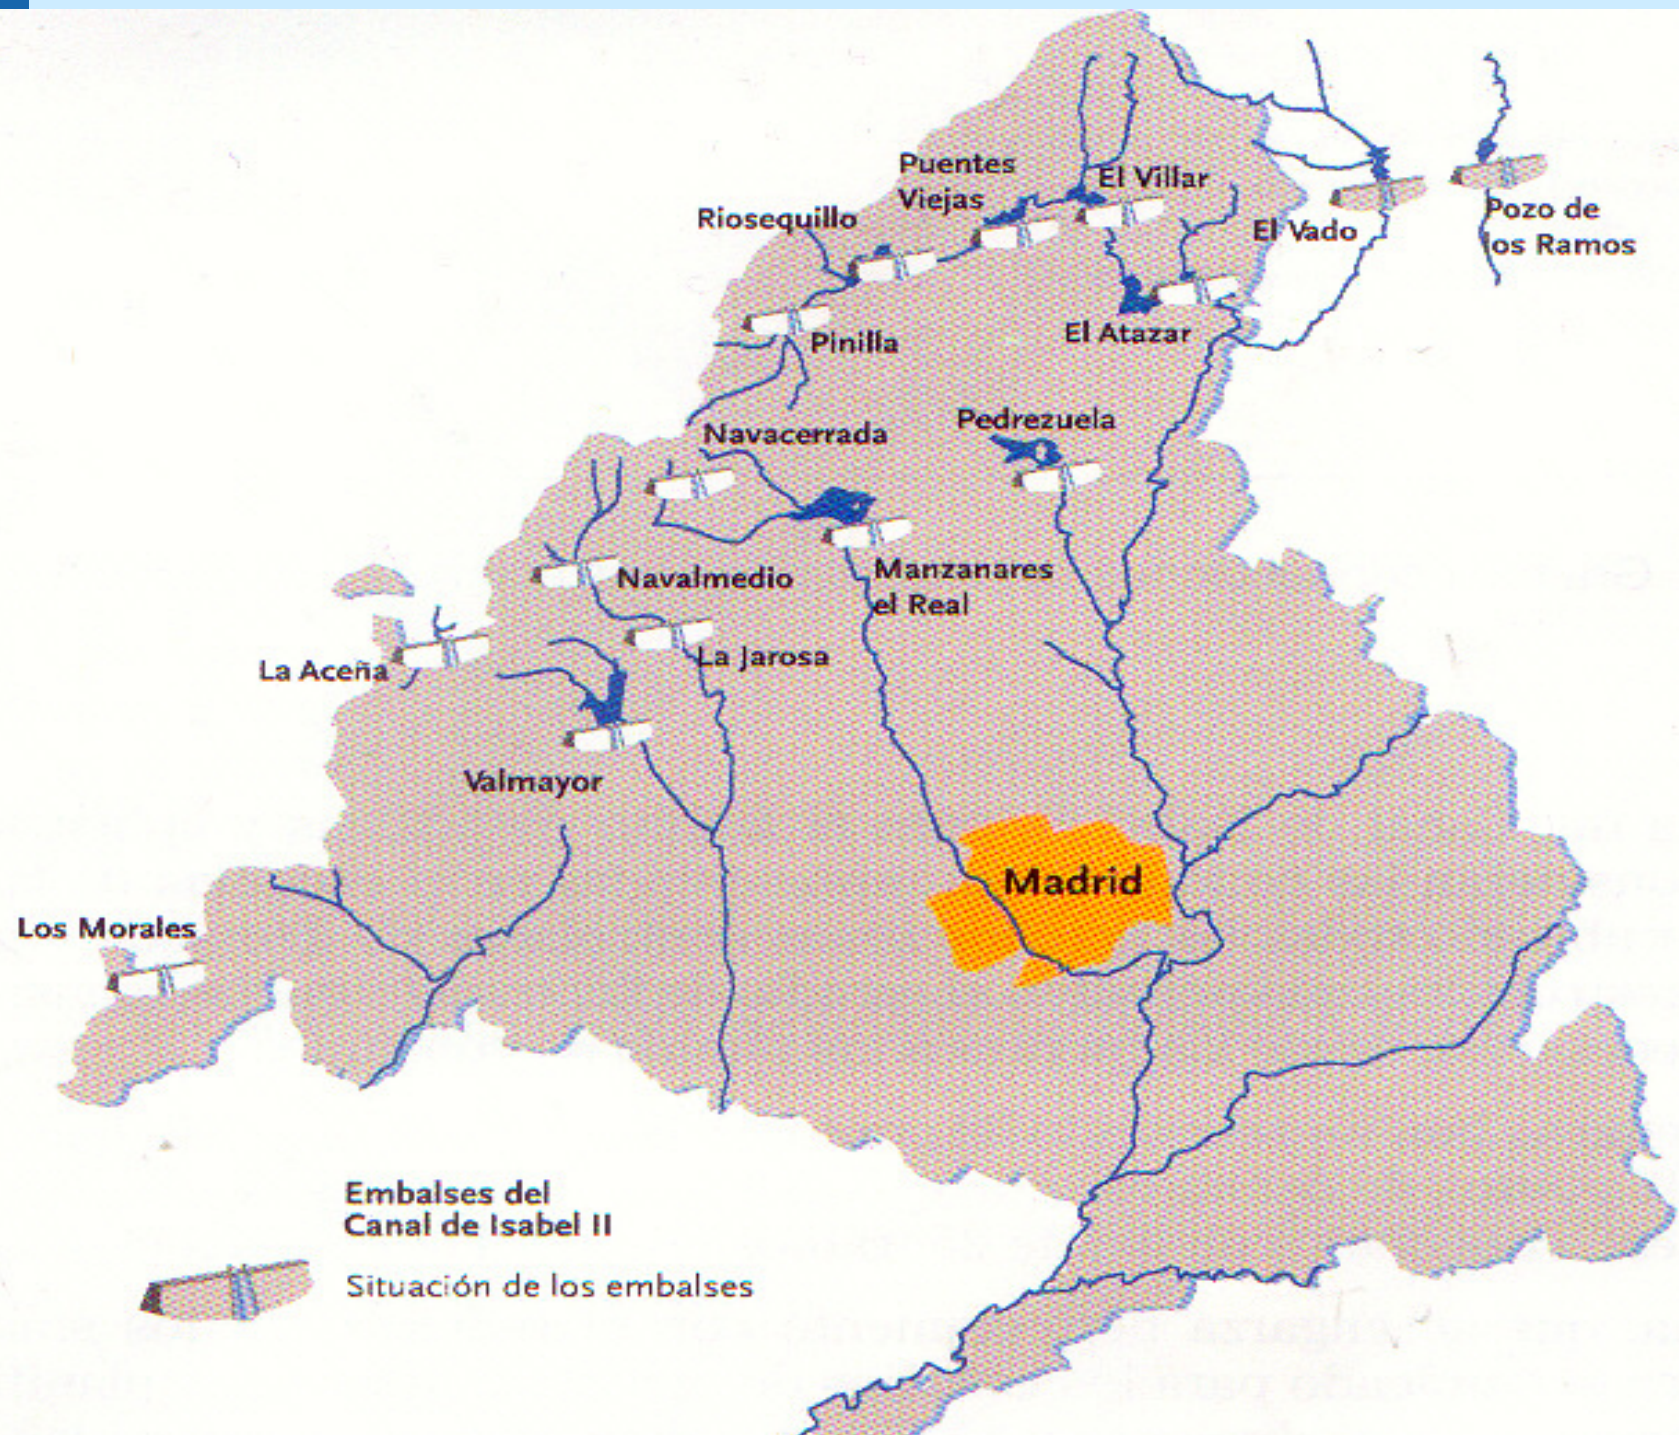 Puentes
Viejas
El Villar
Riosequillo
El Vado
Pozo de
los Ramos
Pinilla
El Atazar
Navacerrada
Pedrezuela
Navalmedio
Manzanares
el Real
La Aceña
La Jarosa
Valmayor
Madrid
Los Morales
Embalses del
Canal de Isabel II
Situación de los embalses